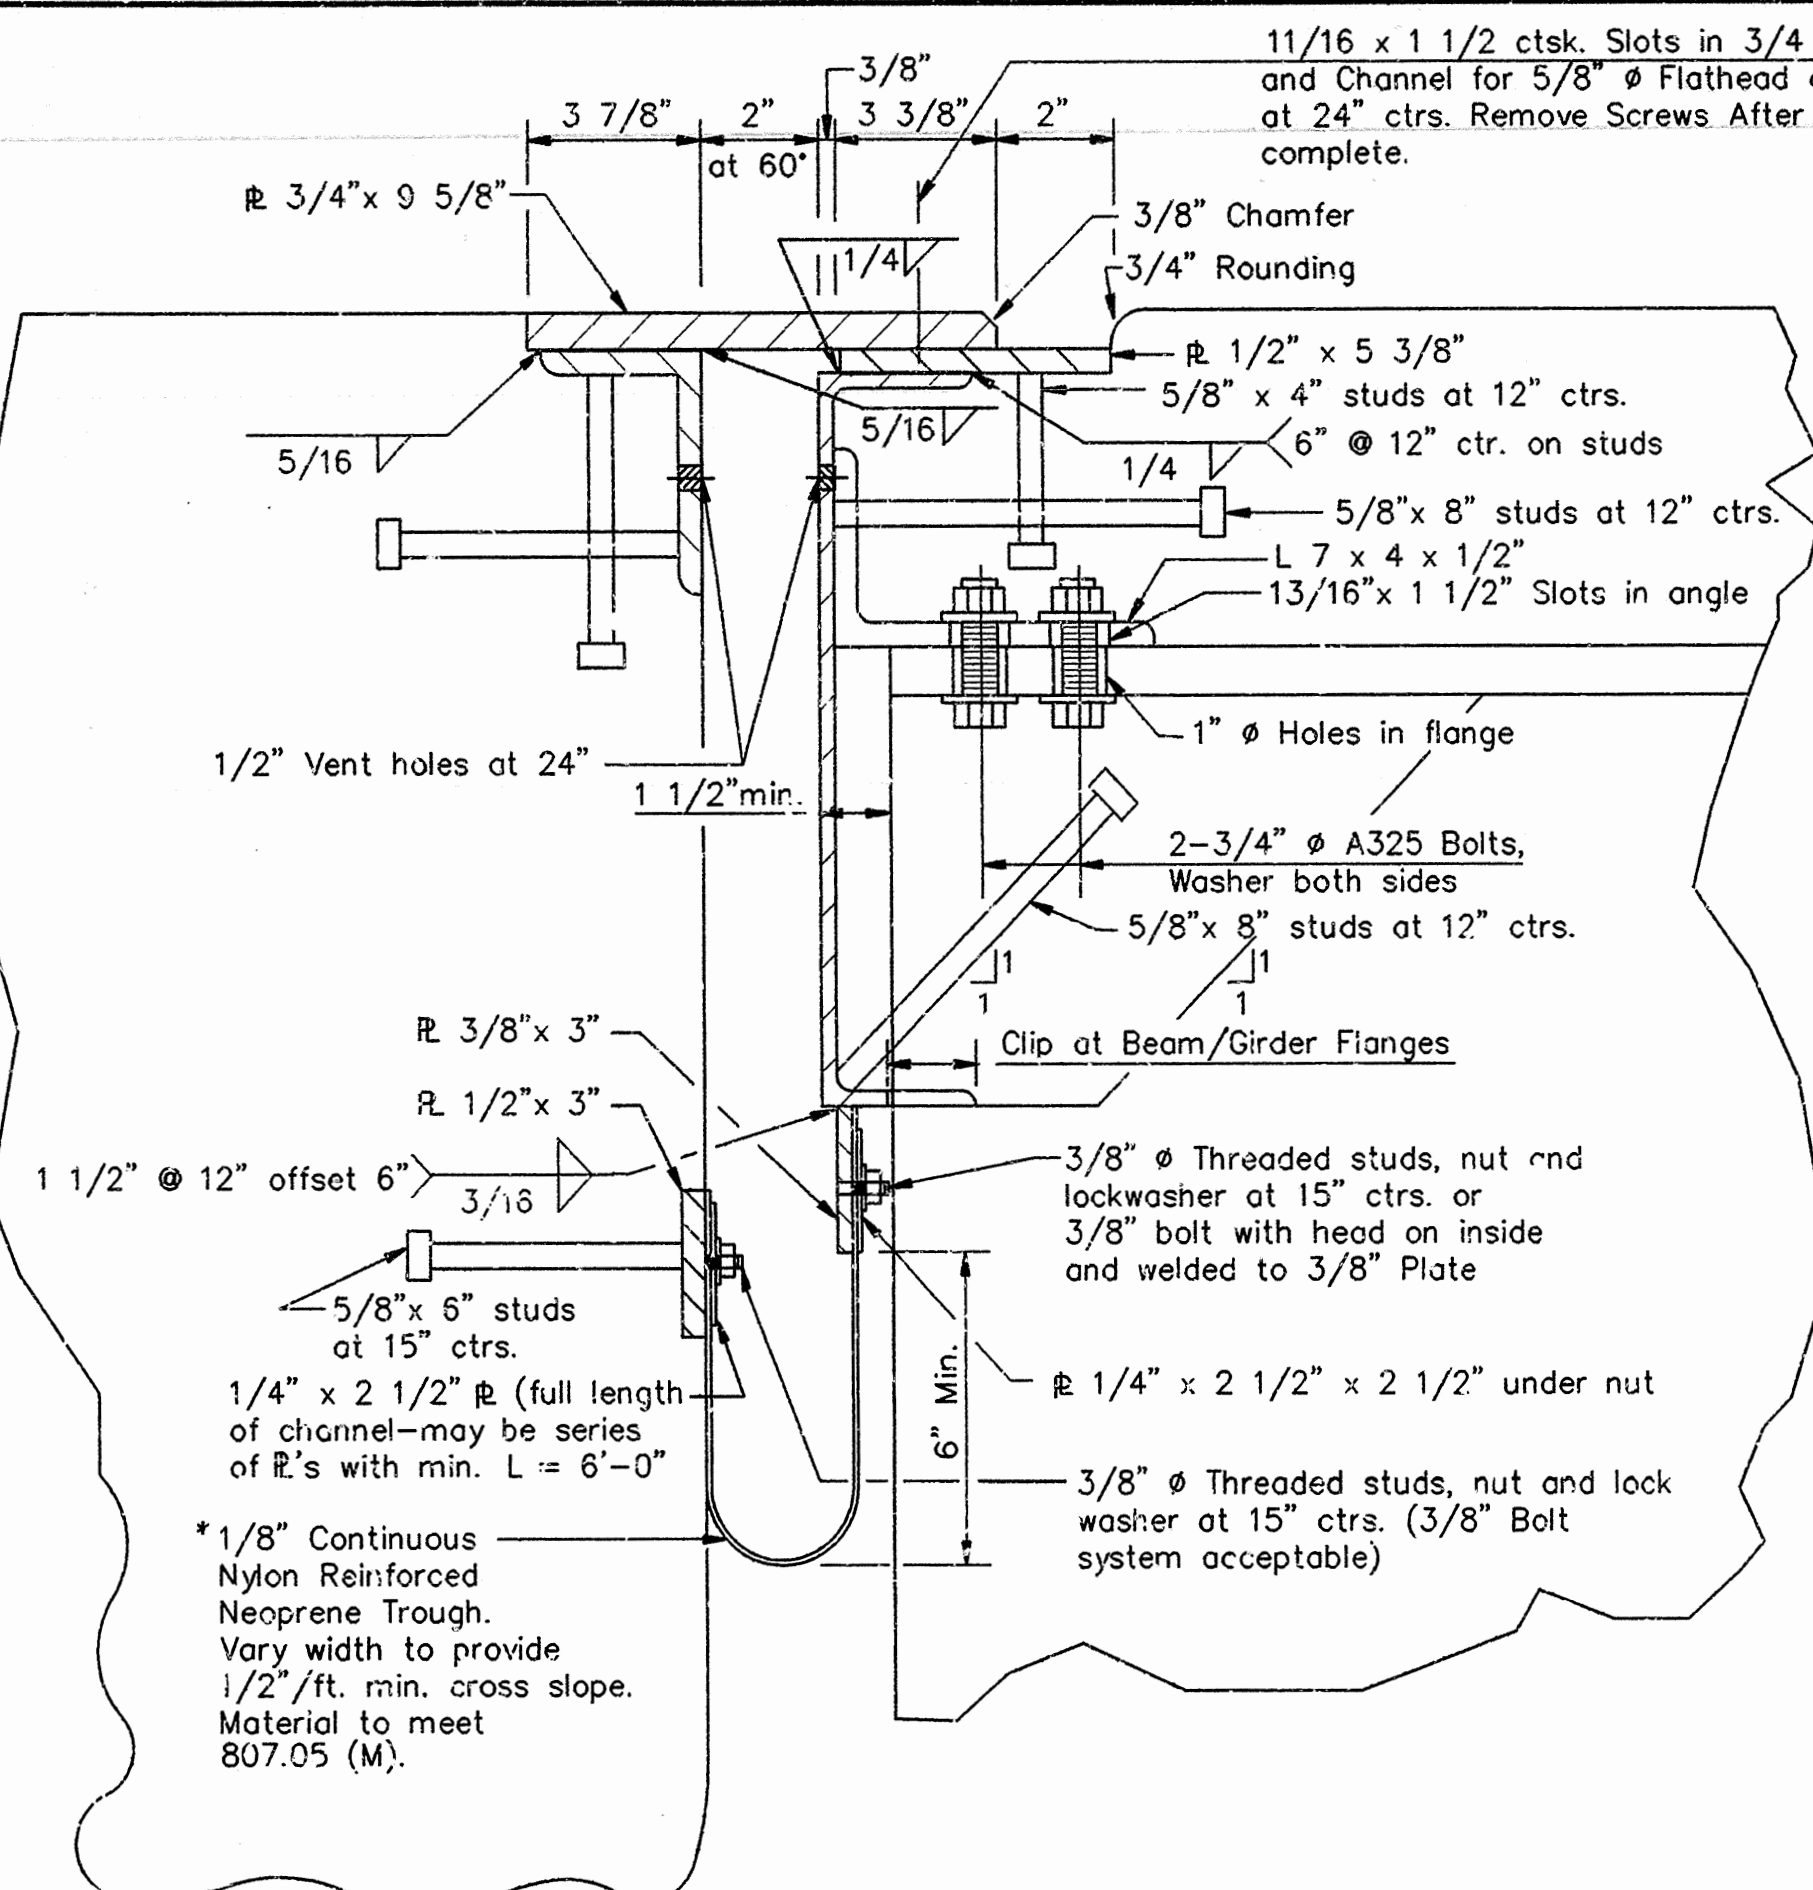 11/16 x 1 1/2 ctsk. Slots in 3/4
and Channel for 5/8" ø Flathead
at 24" ctrs. Remove Screws After
complete.
3/8"
3 7/8"
2"
3 3/8"
2"
at 60°
℄ 3/4"x 9 5/8"
3/8" Chamfer
1/4
3/4" Rounding
℄ 1/2" x 5 3/8"
5/8" x 4" studs at 12" ctrs.
5/16
5/16
6" @ 12" ctr. on studs
1/4
5/8"x 8" studs at 12" ctrs.
L 7 x 4 x 1/2"
13/16"x 1 1/2" Slots in angle
1" ø Holes in flange
1/2" Vent holes at 24"
1 1/2"min.
2-3/4" ø A325 Bolts,
Washer both sides
5/8"x 8" studs at 12" ctrs.
1
1
1
1
℄ 3/8"x 3"
Clip at Beam/Girder Flanges
℄ 1/2"x 3"
1 1/2" @ 12" offset 6"
3/16
3/8" ø Threaded studs, nut and
lockwasher at 15" ctrs. or
3/8" bolt with head on inside
and welded to 3/8" Plate
5/8"x 6" studs
at 15" ctrs.
6" Min.
1/4" x 2 1/2" ℄ (full length
of channel-may be series
of ℄'s with min. L = 6'-0"
℄ 1/4" x 2 1/2" x 2 1/2" under nut
3/8" ø Threaded studs, nut and lock
washer at 15" ctrs. (3/8" Bolt
system acceptable)
*1/8" Continuous
Nylon Reinforced
Neoprene Trough.
Vary width to provide
1/2"/ft. min. cross slope.
Material to meet
807.05 (M).